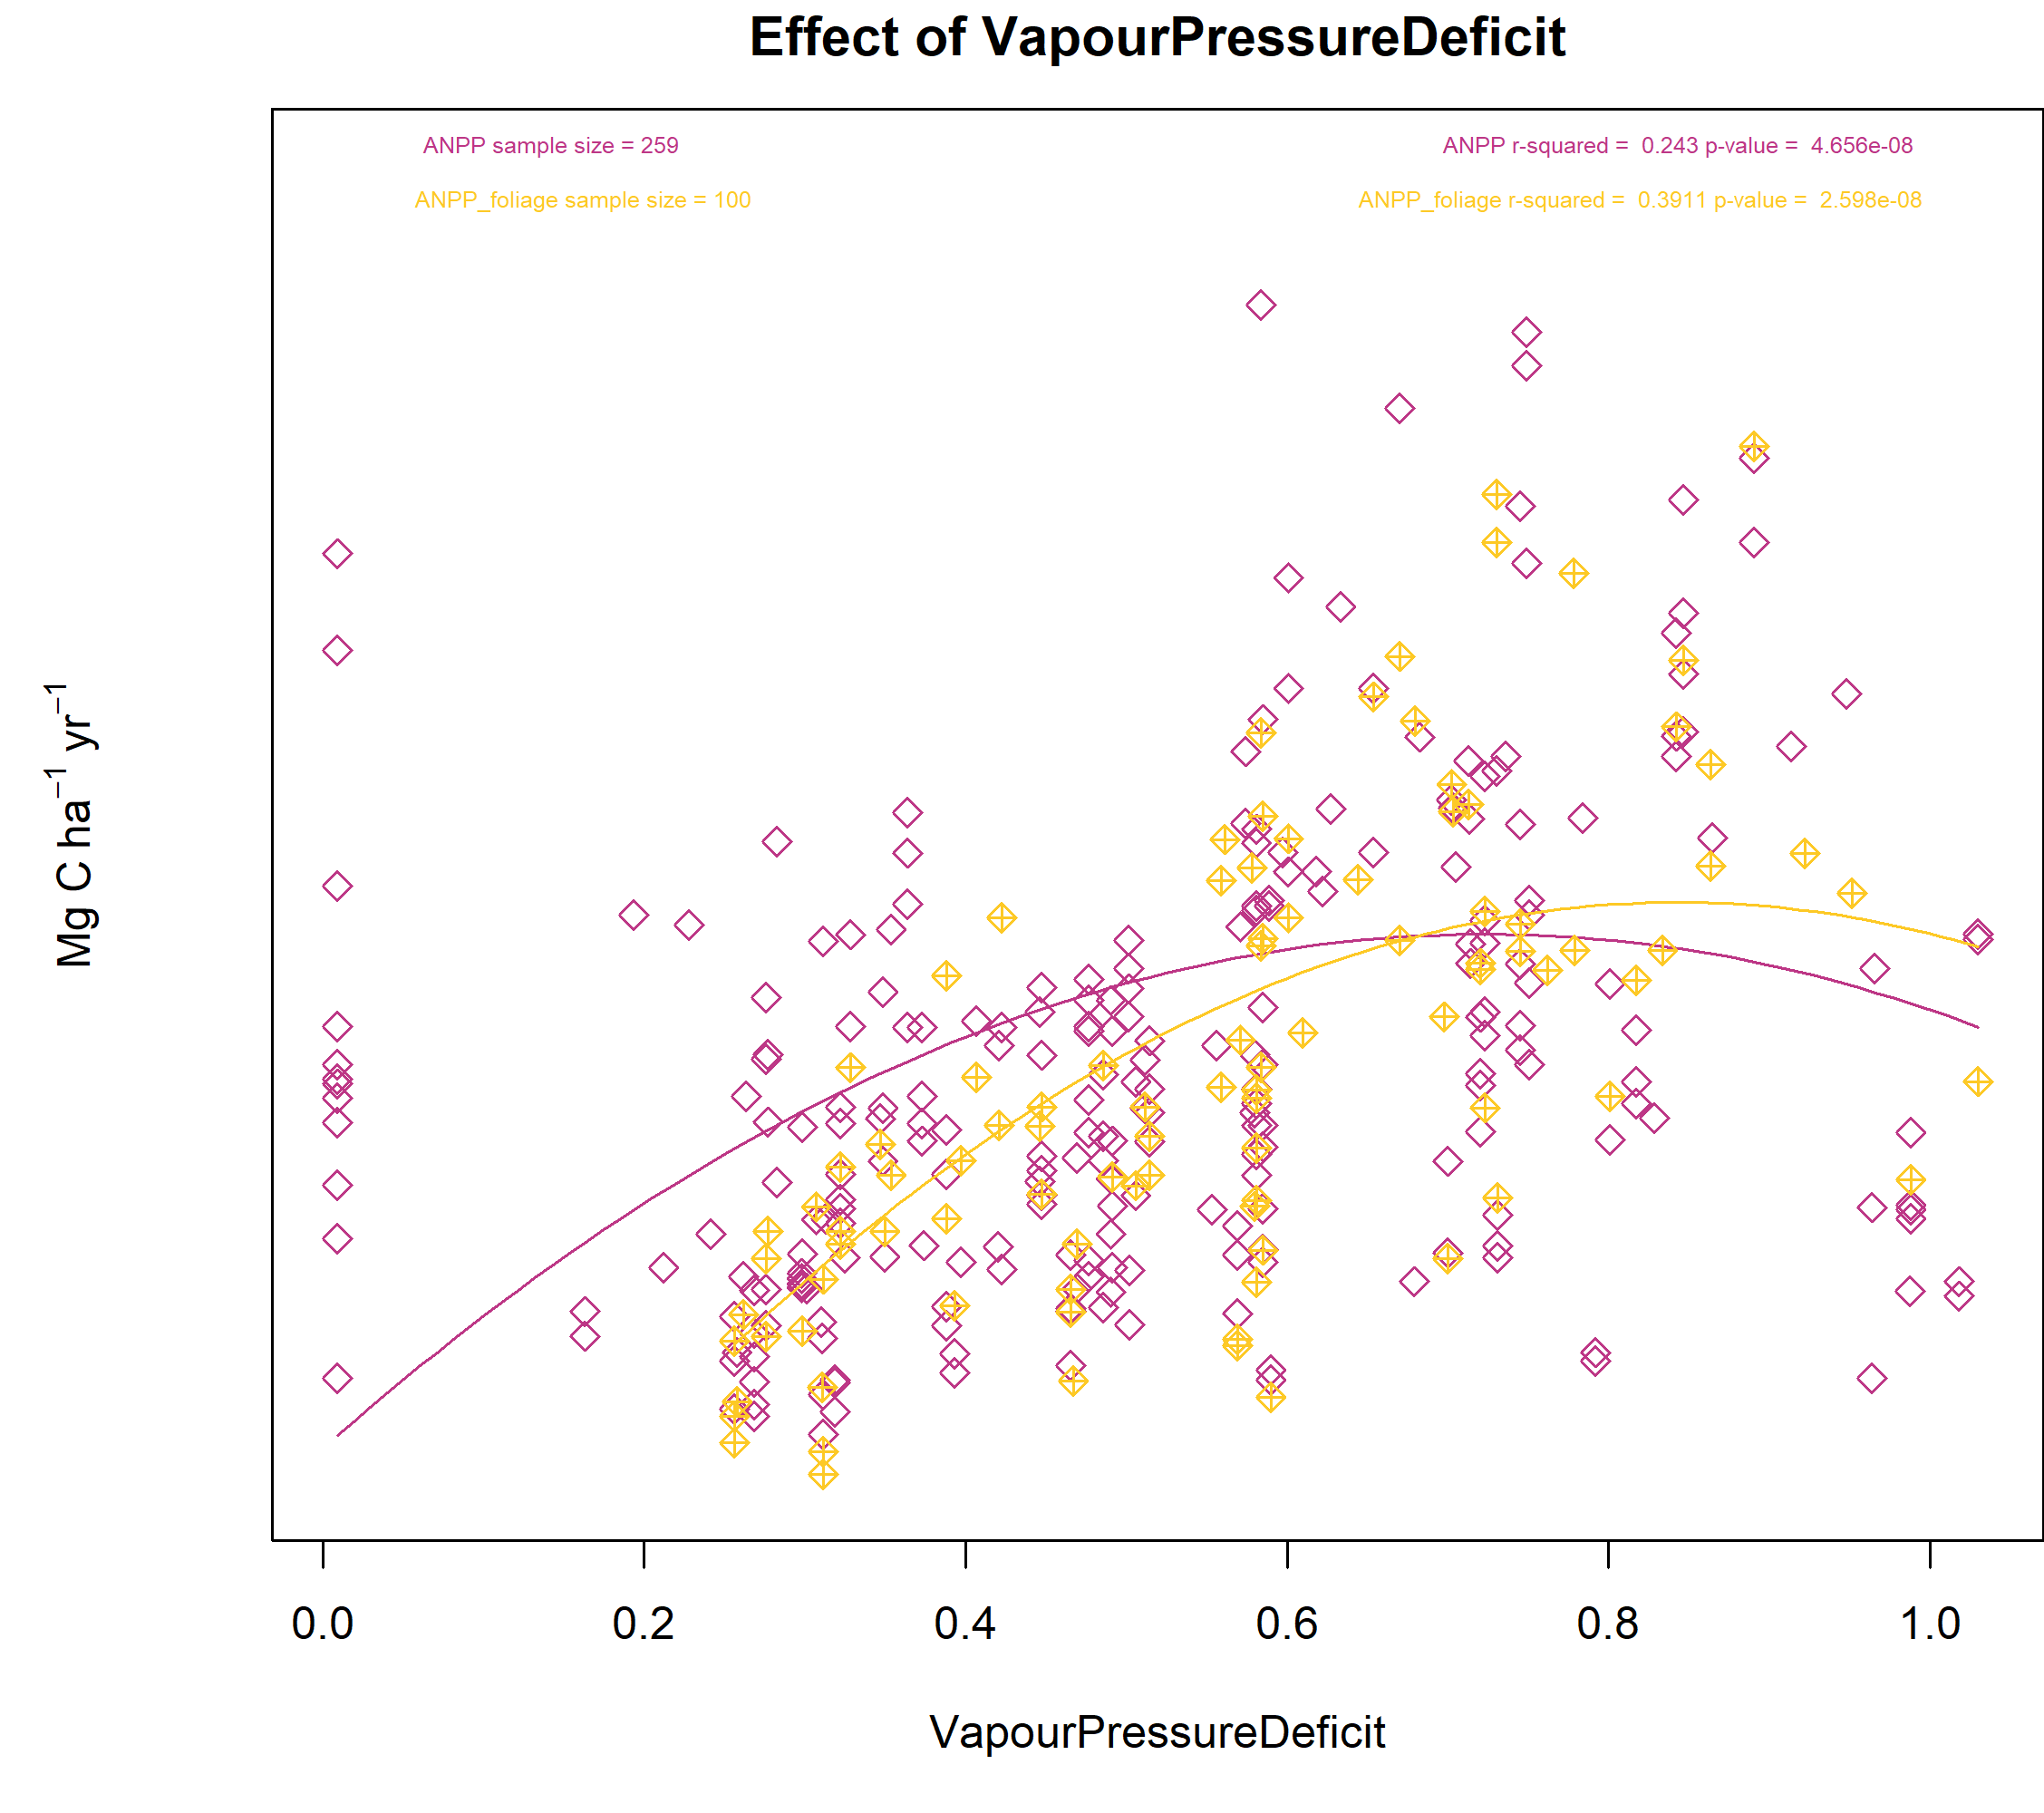 Effect of VapourPressureDeficit
ANPP sample size = 259
ANPP r-squared =  0.243 p-value =  4.656e-08
ANPP_foliage sample size = 100
ANPP_foliage r-squared =  0.3911 p-value =  2.598e-08
Mg C ha⁻¹ yr⁻¹
0.0 0.2 0.4 0.6 0.8 1.0
VapourPressureDeficit